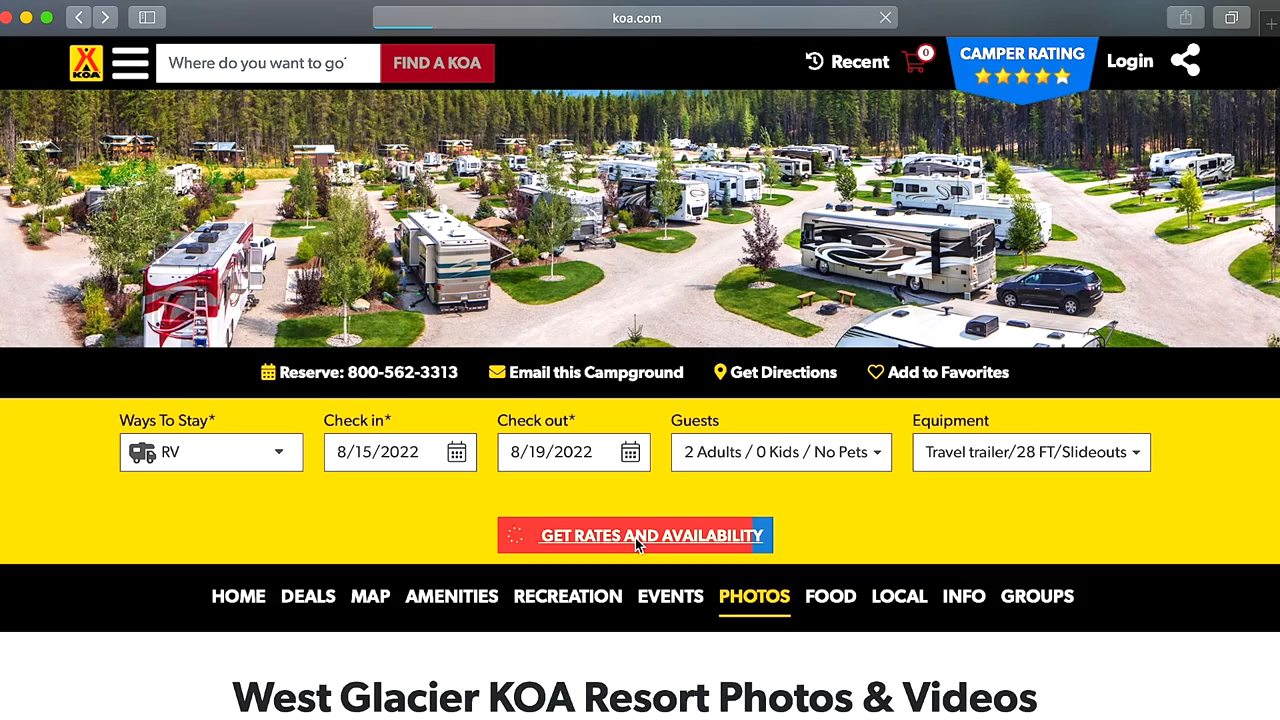 koa.com
KOA
Where do you want to go?
FIND A KOA
Recent
0
CAMPER RATING
Login
Reserve: 800-562-3313
Email this Campground
Get Directions
Add to Favorites
Ways To Stay*
Check in*
Check out*
Guests
Equipment
RV
8/15/2022
8/19/2022
2 Adults / 0 Kids / No Pets
Travel trailer/28 FT/Slideouts
GET RATES AND AVAILABILITY
HOME
DEALS
MAP
AMENITIES
RECREATION
EVENTS
PHOTOS
FOOD
LOCAL
INFO
GROUPS
West Glacier KOA Resort Photos & Videos